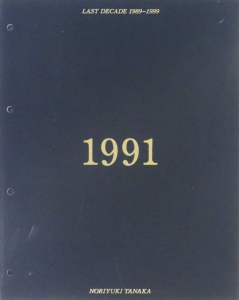 LAST DECADE 1989-1999
1991
NORIYUKI TANAKA